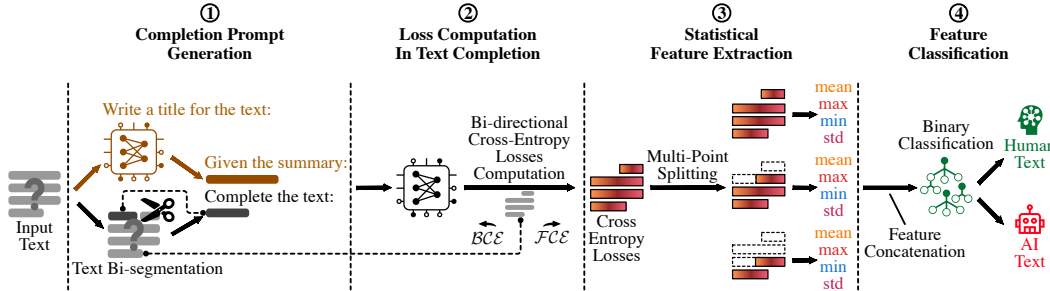 ①
Completion Prompt
Generation
②
Loss Computation
In Text Completion
③
Statistical
Feature Extraction
④
Feature
Classification
Write a title for the text:
Given the summary:
Complete the text:
?
Input
Text
?
Text Bi-segmentation
Bi-directional
Cross-Entropy
Losses
Computation
BCE
FCE
Cross
Entropy
Losses
Multi-Point
Splitting
mean
max
min
std
mean
max
min
std
mean
max
min
std
Feature
Concatenation
Binary
Classification
Human
Text
AI
Text